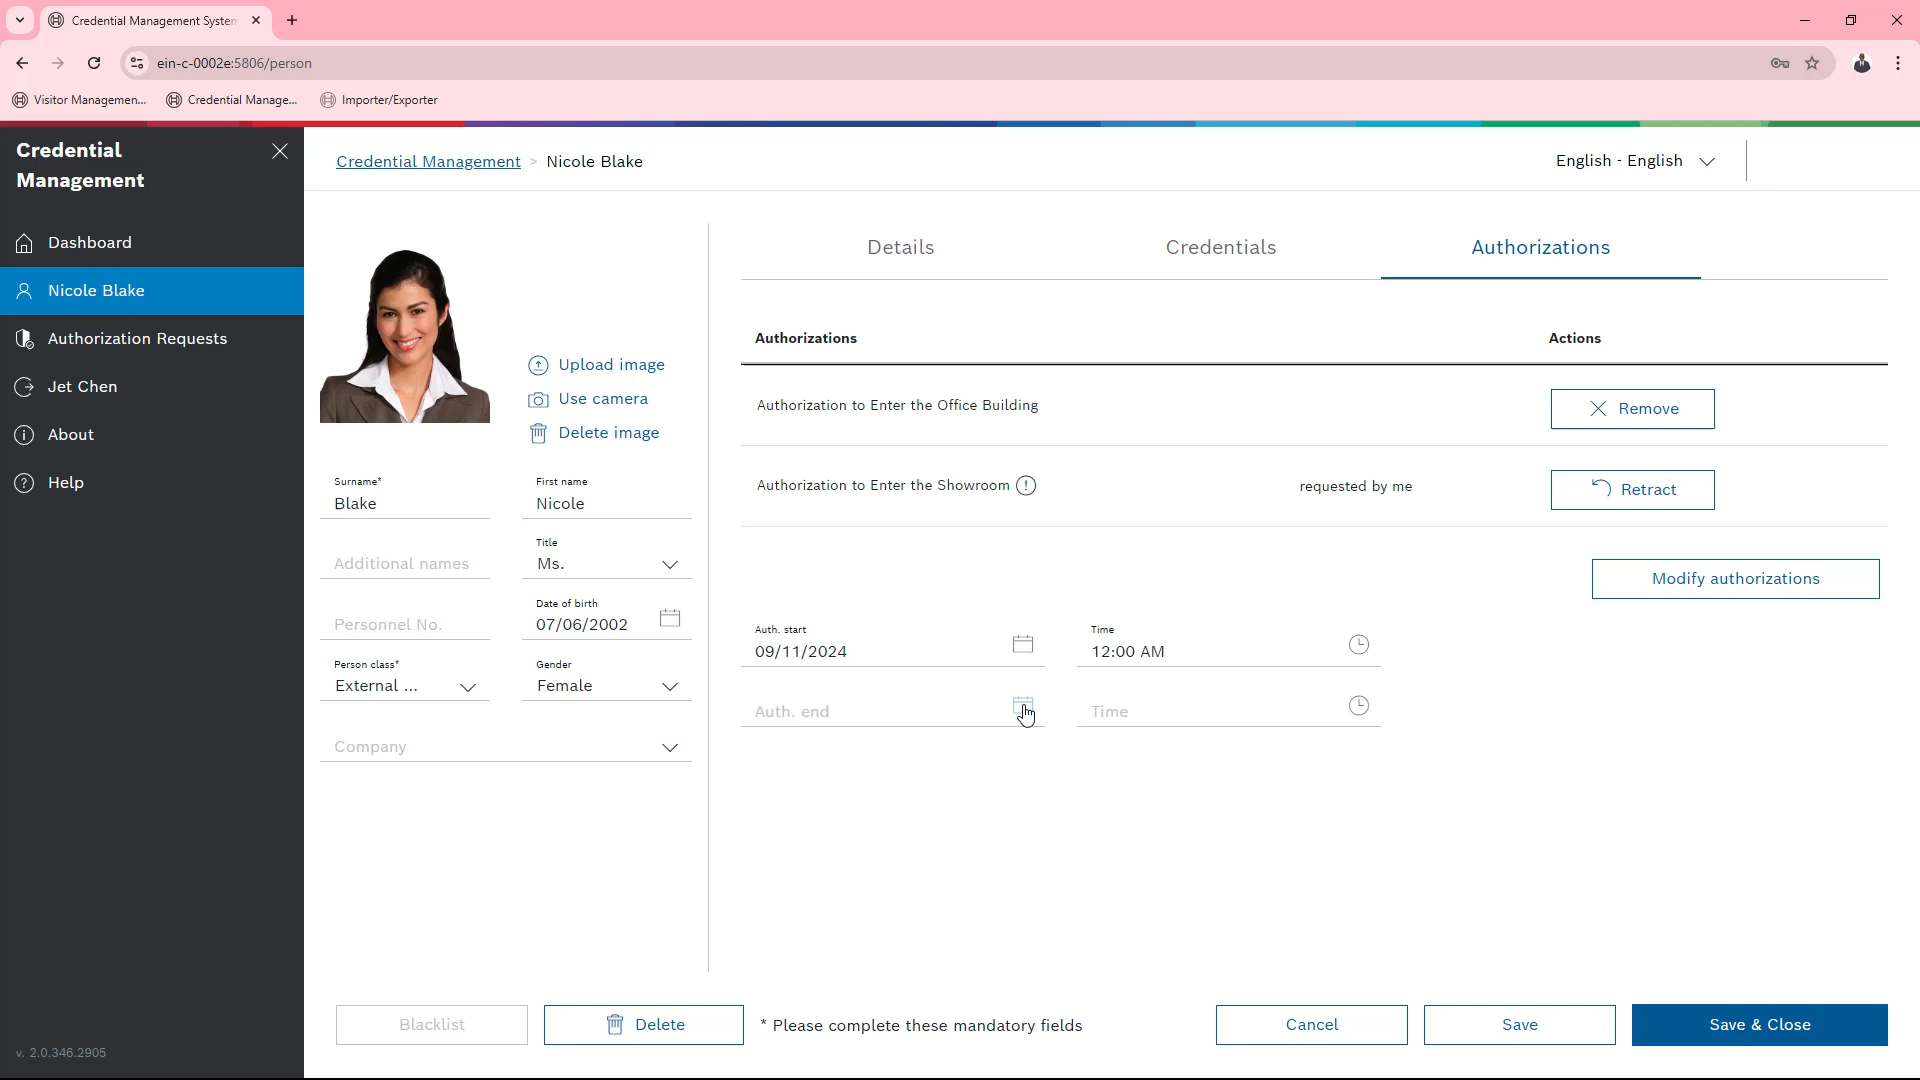 Credential Management System
ein-c-0002e:5806/person
Visitor Managemen...
Credential Manage...
Importer/Exporter
Credential
Management
Credential Management > Nicole Blake
English - English
Dashboard
Nicole Blake
Authorization Requests
Jet Chen
About
Help
v. 2.0.346.2905
Upload image
Use camera
Delete image
Surname*
Blake
First name
Nicole
Additional names
Title
Ms.
Personnel No.
Date of birth
07/06/2002
Person class*
External ...
Gender
Female
Company
Details
Credentials
Authorizations
Authorizations
Actions
Authorization to Enter the Office Building
Remove
Authorization to Enter the Showroom
requested by me
Retract
Modify authorizations
Auth. start
09/11/2024
Time
12:00 AM
Auth. end
Time
Blacklist
Delete
* Please complete these mandatory fields
Cancel
Save
Save & Close